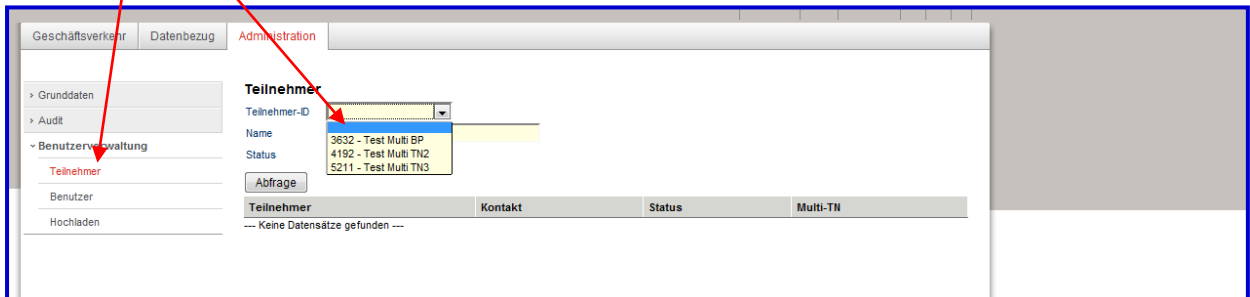 Geschäftsverkehr Datenbezug Administration
› Grunddaten
› Audit
Benutzerverwaltung
Teilnehmer
Benutzer
Hochladen
Teilnehmer
Teilnehmer-ID
Name
3632 - Test Multi BP
4192 - Test Multi TN2
5211 - Test Multi TN3
Status
Abfrage
Teilnehmer Kontakt Status Multi-TN
--- Keine Datensätze gefunden ---